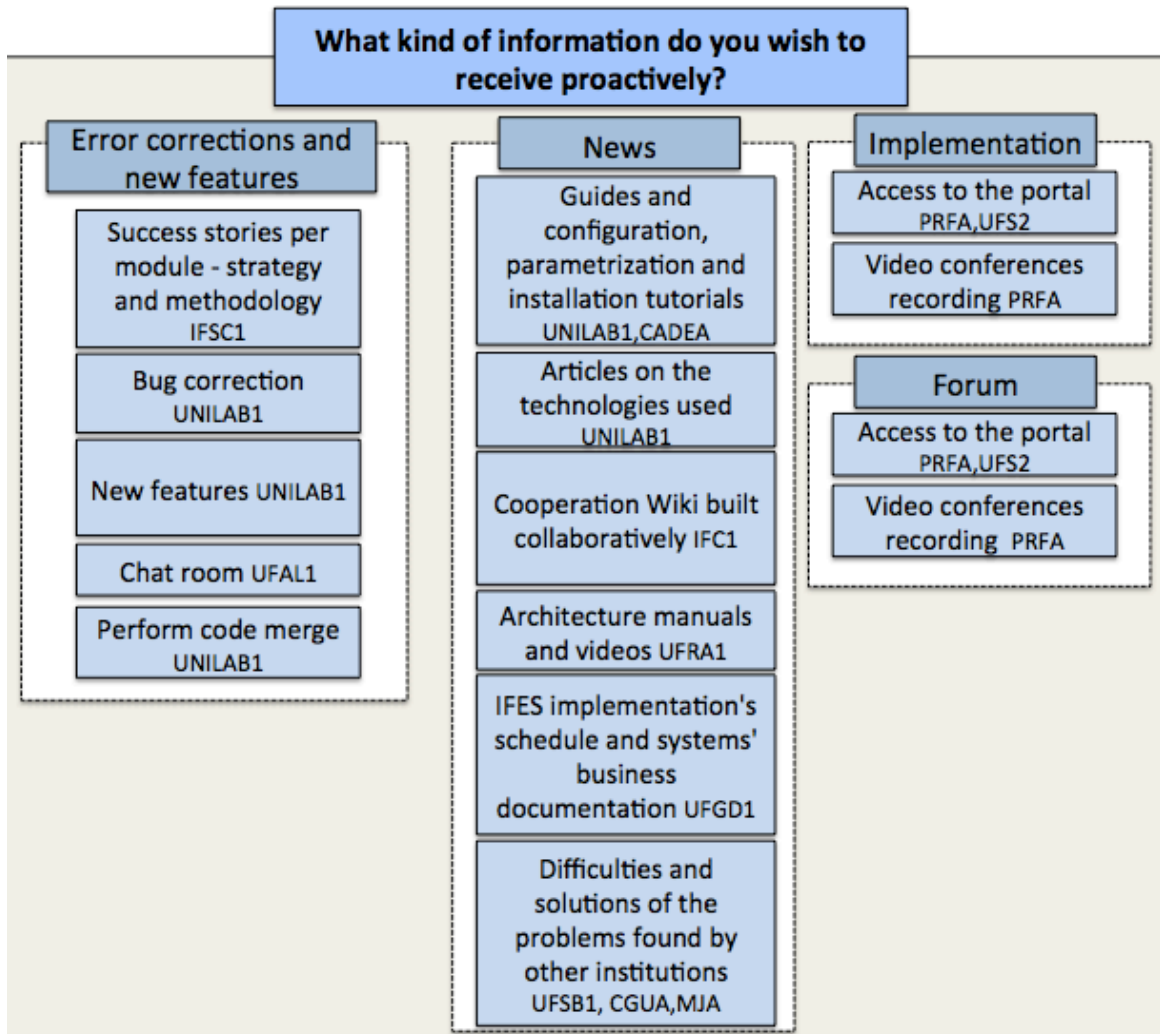 What kind of information do you wish to
receive proactively?
Error corrections and
new features
Success stories per
module - strategy
and methodology
IFSC1
Bug correction
UNILAB1
New features UNILAB1
Chat room UFAL1
Perform code merge
UNILAB1
News
Guides and
configuration,
parametrization and
installation tutorials
UNILAB1,CADEA
Articles on the
technologies used
UNILAB1
Cooperation Wiki built
collaboratively IFC1
Architecture manuals
and videos UFRA1
IFES implementation's
schedule and systems'
business
documentation UFGD1
Difficulties and
solutions of the
problems found by
other institutions
UFSB1, CGUA,MJA
Implementation
Access to the portal
PRFA,UFS2
Video conferences
recording PRFA
Forum
Access to the portal
PRFA,UFS2
Video conferences
recording PRFA